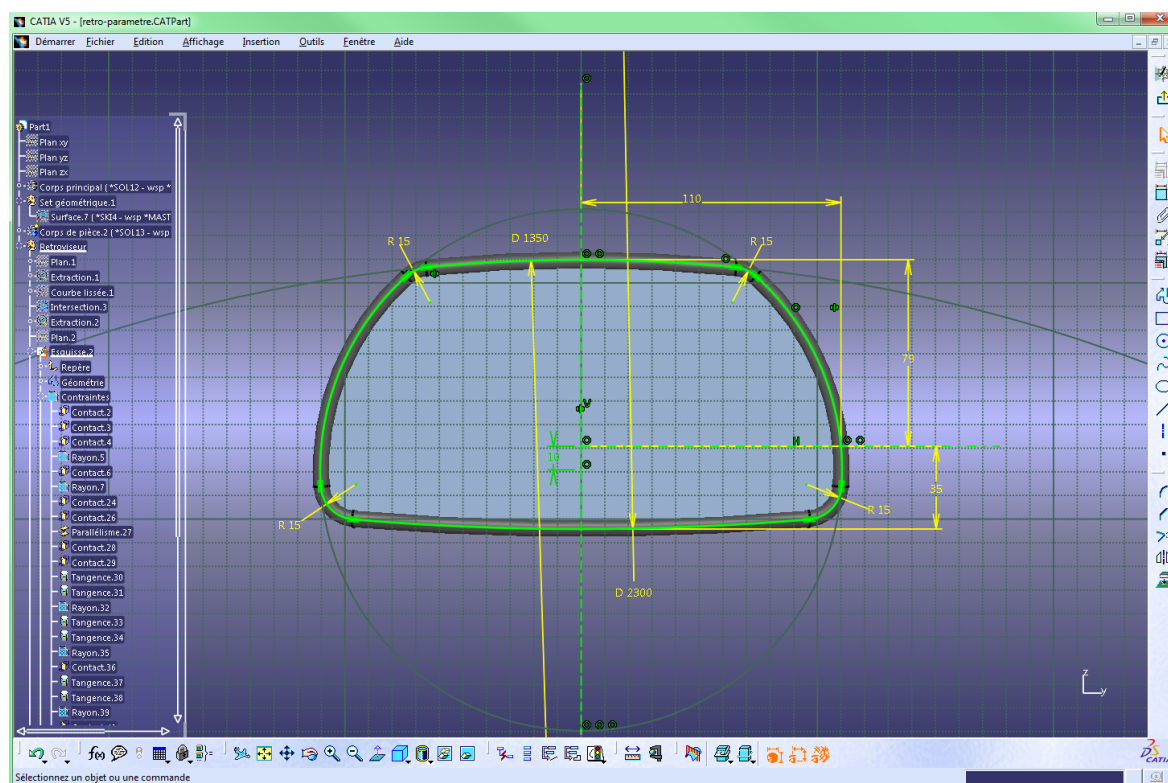 CATIA V5 - [retro-parametre.CATPart]
Démarrer Fichier Edition Affichage Insertion Outils Fenêtre Aide
Part1
Plan xy
Plan yz
Plan zx
Corps principal ( *SOL12 - wsp *
Set géométrique.1
Surface.7 ( *SKI4 - wsp *MAST
Corps de pièce.2 ( *SOL13 - wsp
Retroviseur
Plan.1
Extraction.1
Courbe lissée.1
Intersection.3
Extraction.2
Plan.2
Esquisse.2
Repère
Géométrie
Contraintes
Contact.2
Contact.3
Contact.4
Rayon.5
Contact.6
Rayon.7
Contact.24
Contact.26
Parallélisme.27
Contact.28
Contact.29
Tangence.30
Tangence.31
Rayon.32
Tangence.33
Tangence.34
Rayon.35
Contact.36
Tangence.37
Tangence.38
Rayon.39
110
R 15
D 1350
R 15
79
V
H
10
35
R 15
R 15
D 2300
z
y
f(x)
CATIA
Sélectionnez un objet ou une commande